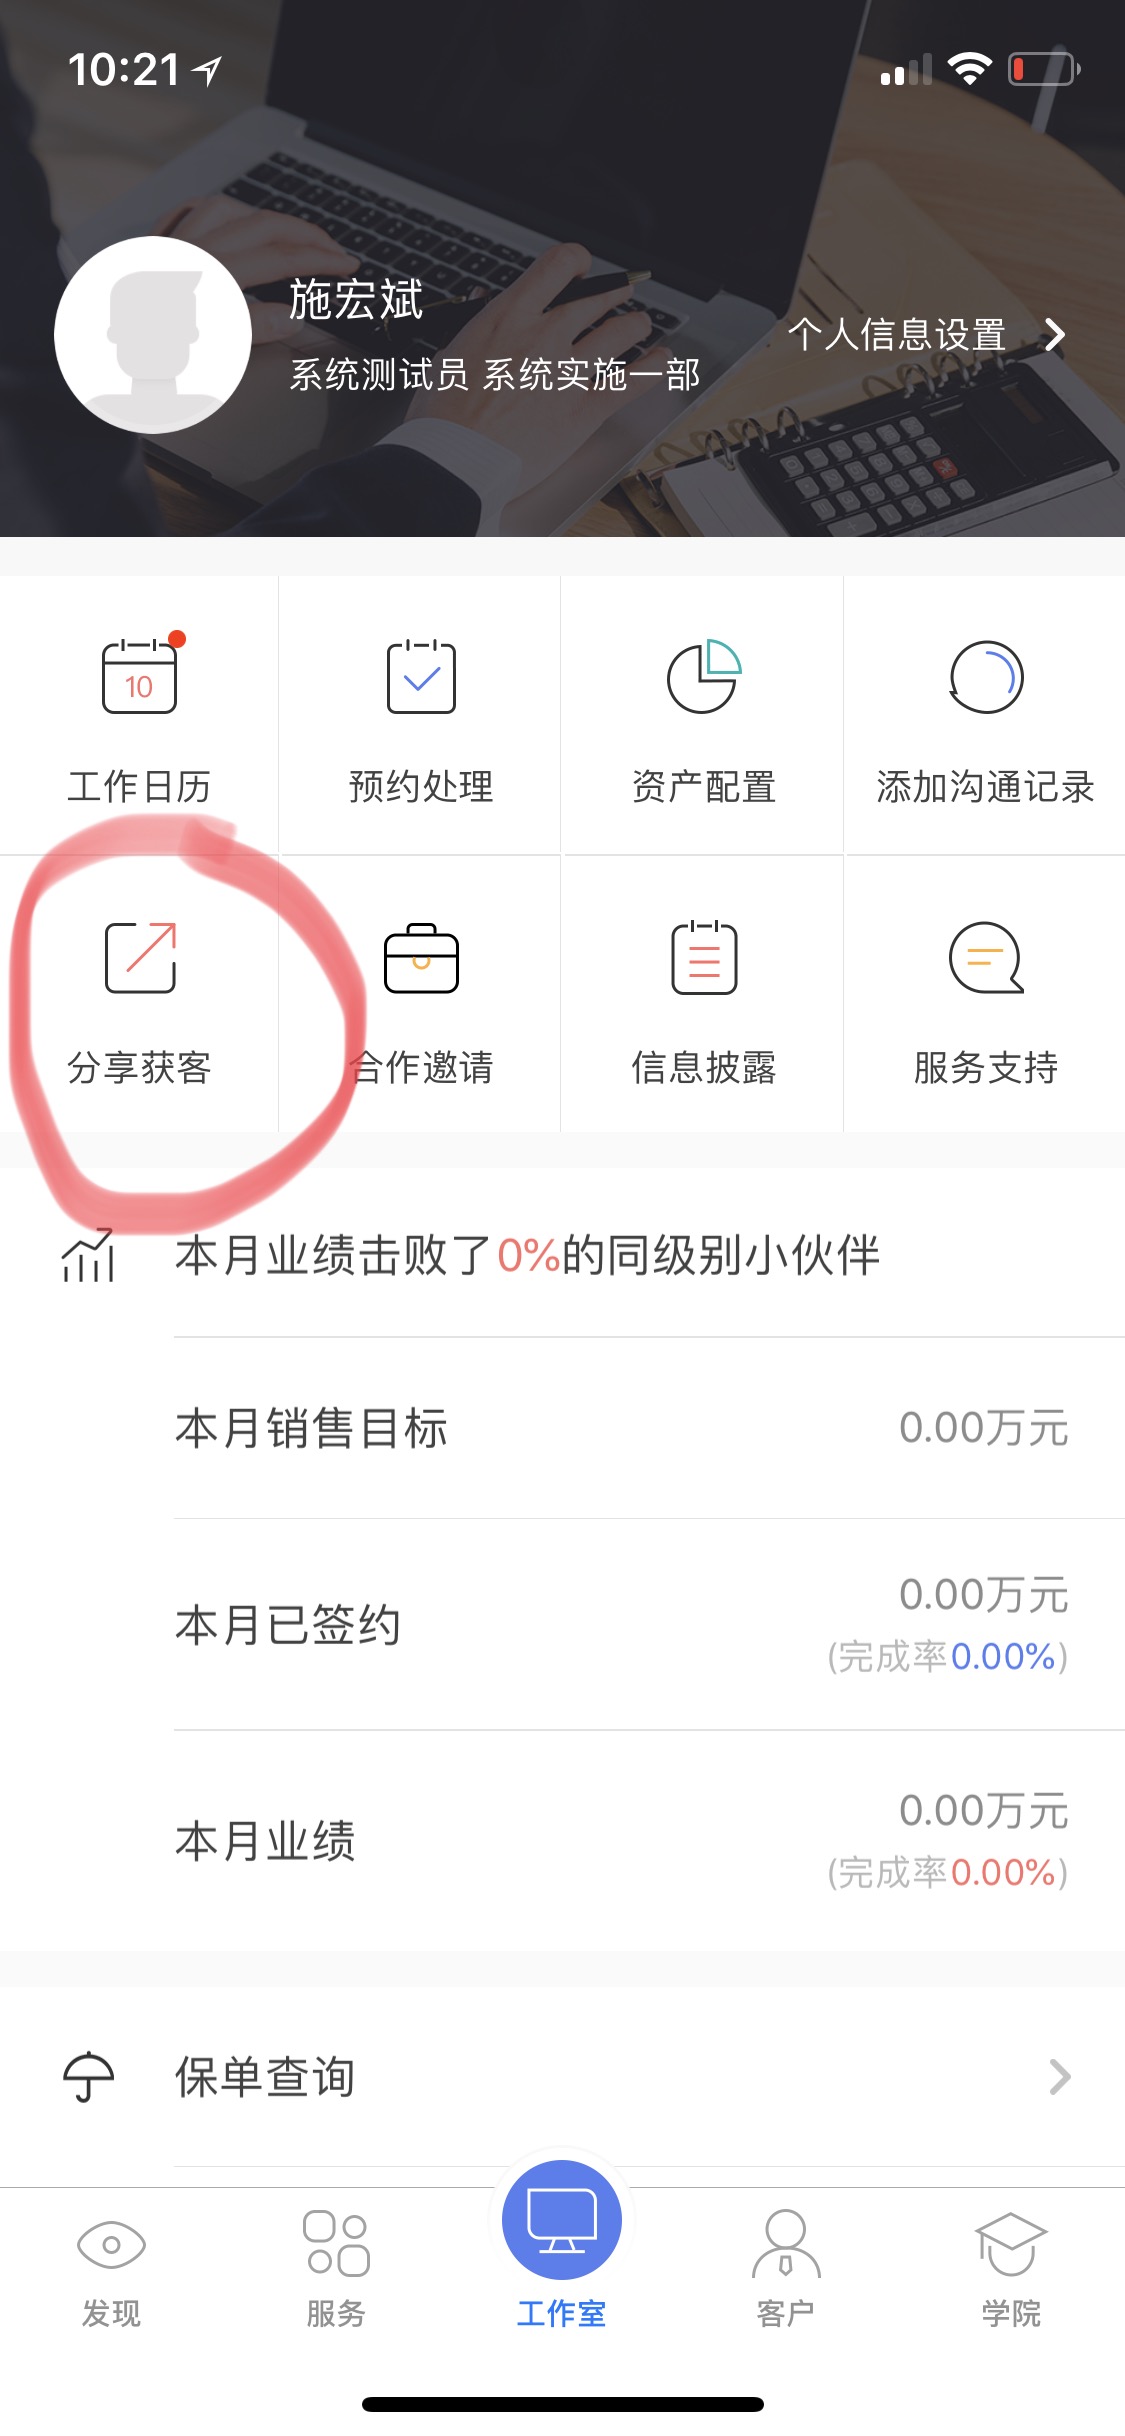 10:21
施宏斌
系统测试员 系统实施一部
个人信息设置
10
工作日历
预约处理
资产配置
添加沟通记录
分享获客
合作邀请
信息披露
服务支持
本月业绩击败了0%的同级别小伙伴
本月销售目标
0.00万元
本月已签约
0.00万元
(完成率0.00%)
本月业绩
0.00万元
(完成率0.00%)
保单查询
发现
服务
工作室
客户
学院